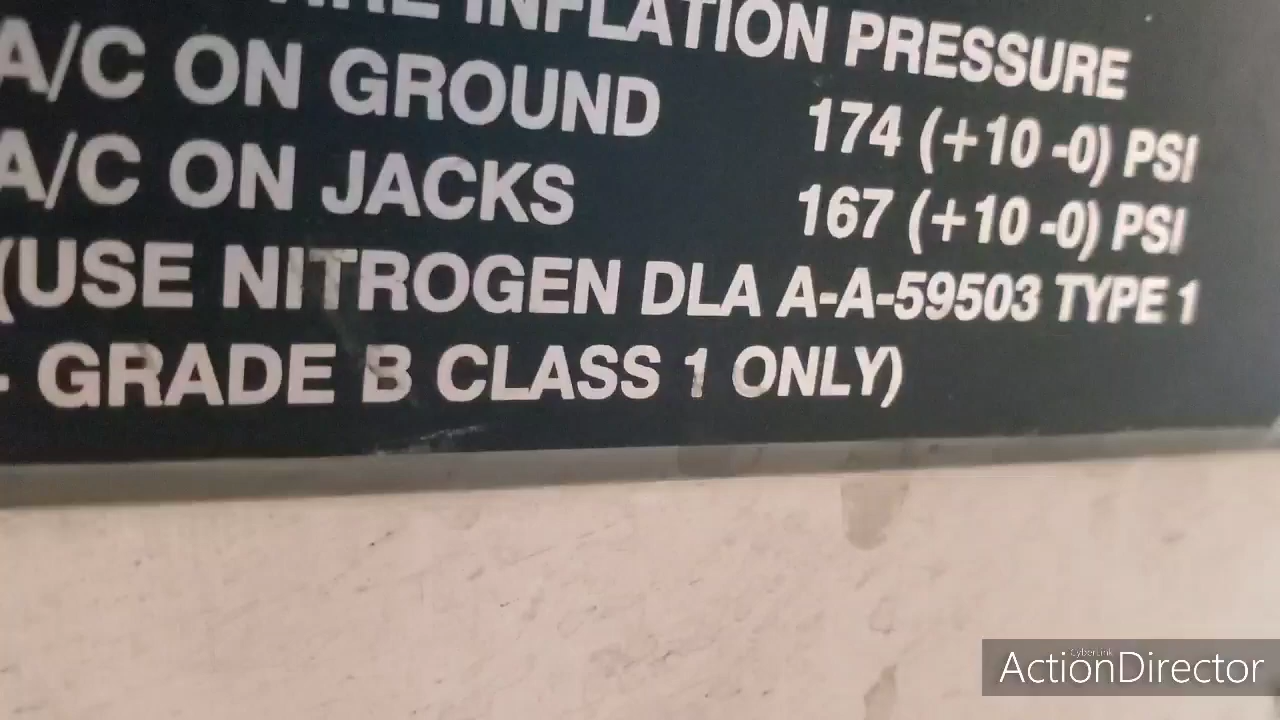 TIRE INFLATION PRESSURE
A/C ON GROUND 174 (+10 -0) PSI
A/C ON JACKS 167 (+10 -0) PSI
(USE NITROGEN DLA A-A-59503 TYPE 1
- GRADE B CLASS 1 ONLY)
CyberLink
ActionDirector